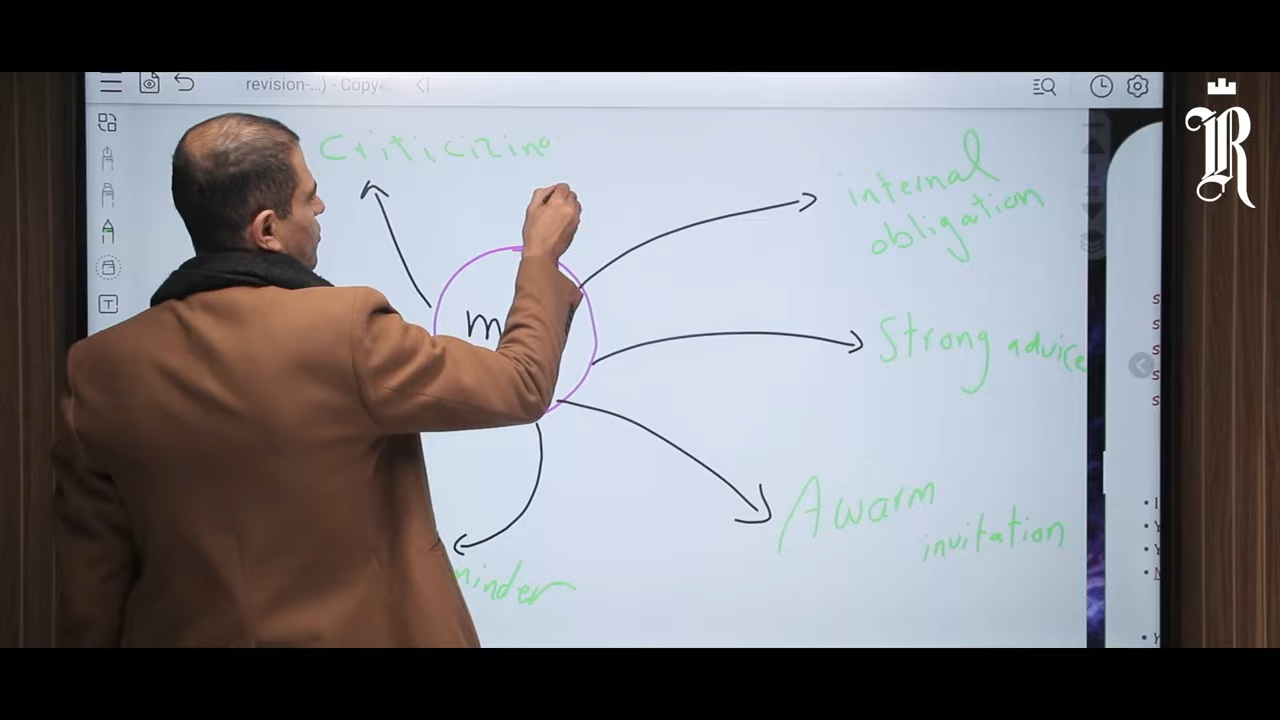 revision-...) - Copy
criticizing
internal
obligation
m
Strong advice
A warm
invitation
minder
R